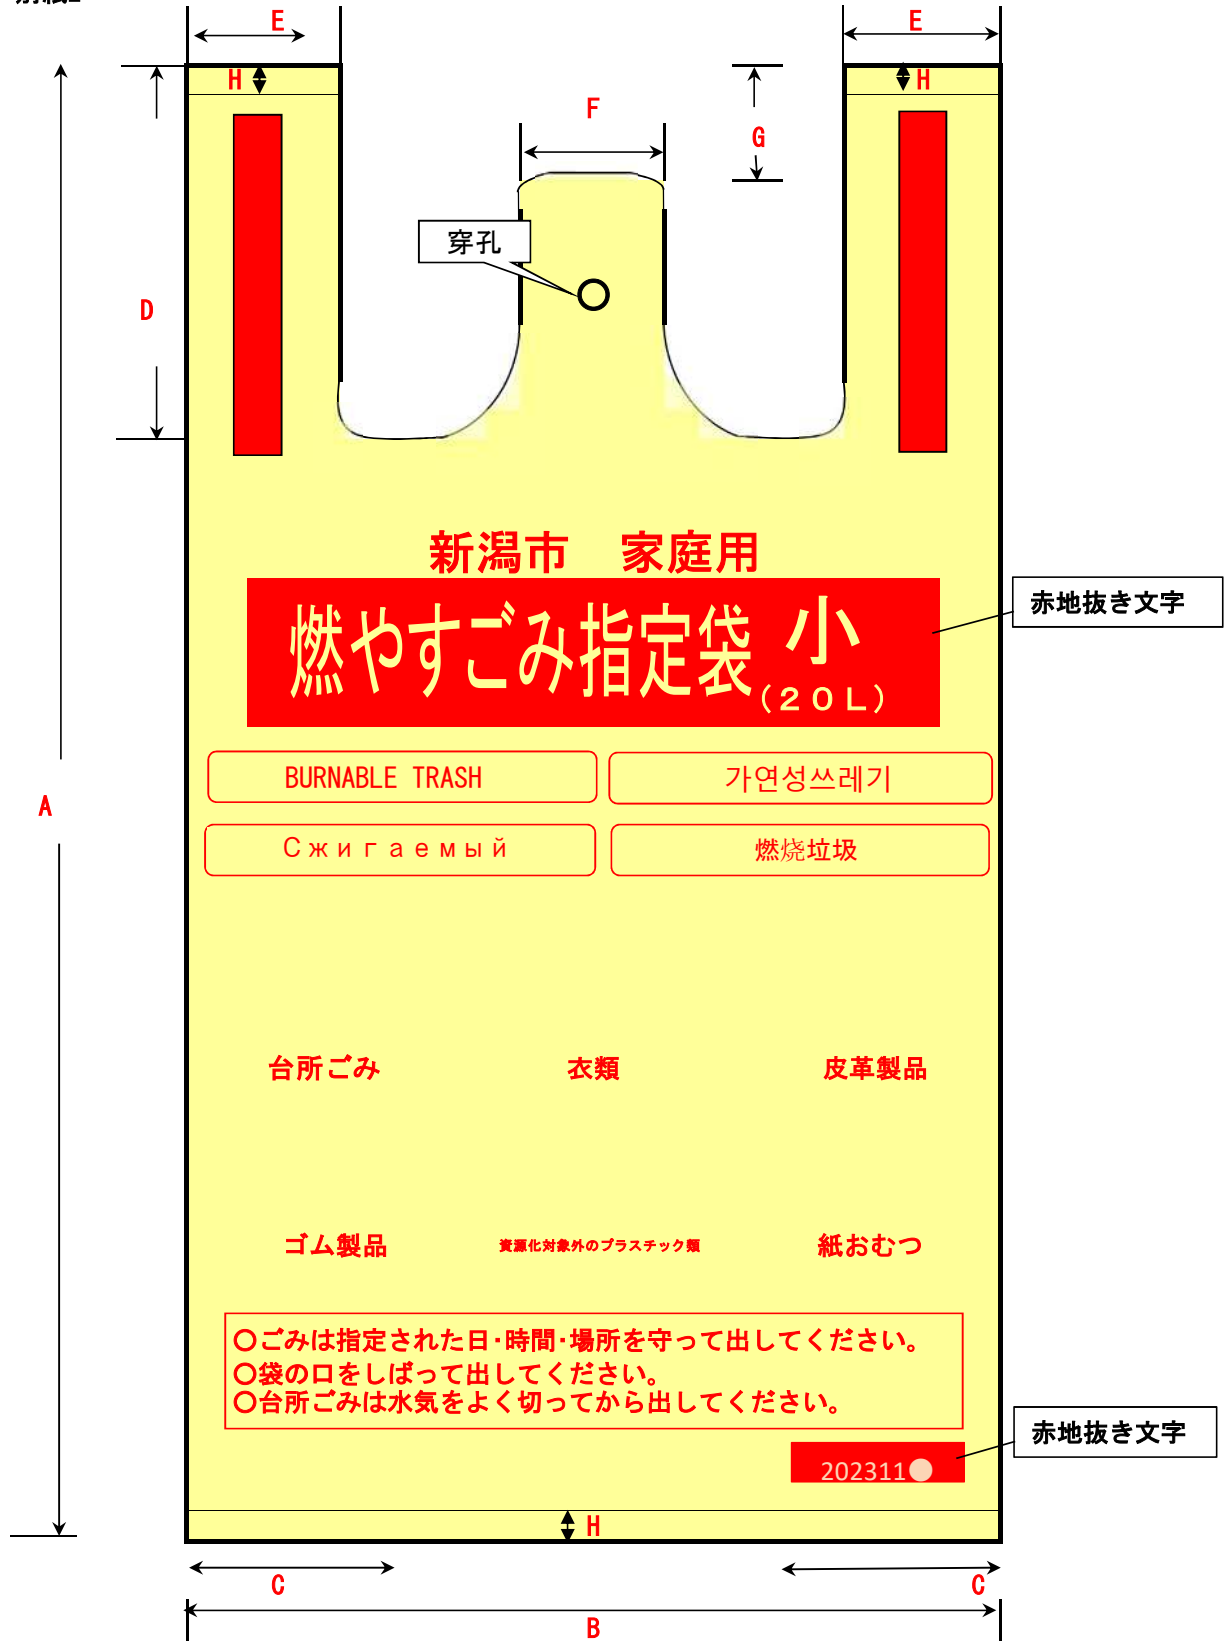 E
E
H
H
F
G
穿孔
D
新潟市　家庭用
燃やすごみ指定袋 小
(２０Ｌ)
赤地抜き文字
BURNABLE TRASH
가연성쓰레기
A
Сжигаемый
燃烧垃圾
台所ごみ
衣類
皮革製品
ゴム製品
資源化対象外のプラスチック類
紙おむつ
〇ごみは指定された日・時間・場所を守って出してください。
〇袋の口をしばって出してください。
〇台所ごみは水気をよく切ってから出してください。
赤地抜き文字
202311●
H
C
C
B